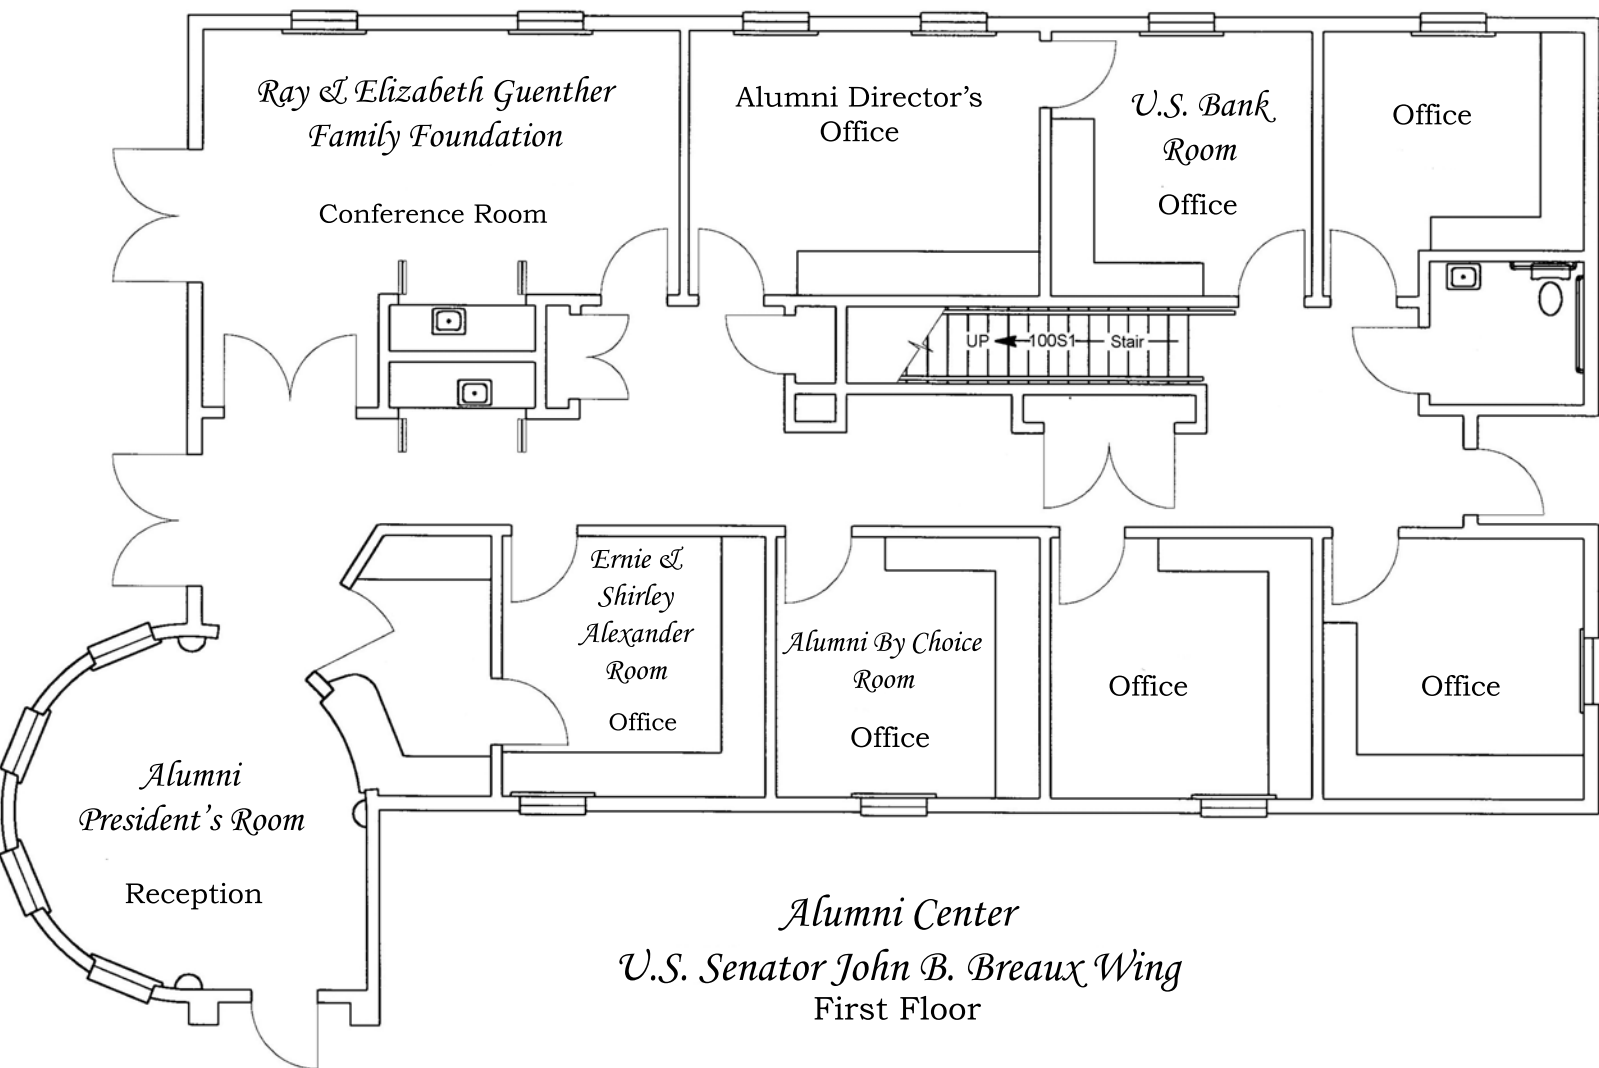 Ray & Elizabeth Guenther
Family Foundation
Conference Room
Alumni Director's
Office
U.S. Bank
Room
Office
Office
UP
100S1
Stair
Ernie &
Shirley
Alexander
Room
Office
Alumni By Choice
Room
Office
Office
Office
Alumni
President's Room
Reception
Alumni Center
U.S. Senator John B. Breaux Wing
First Floor